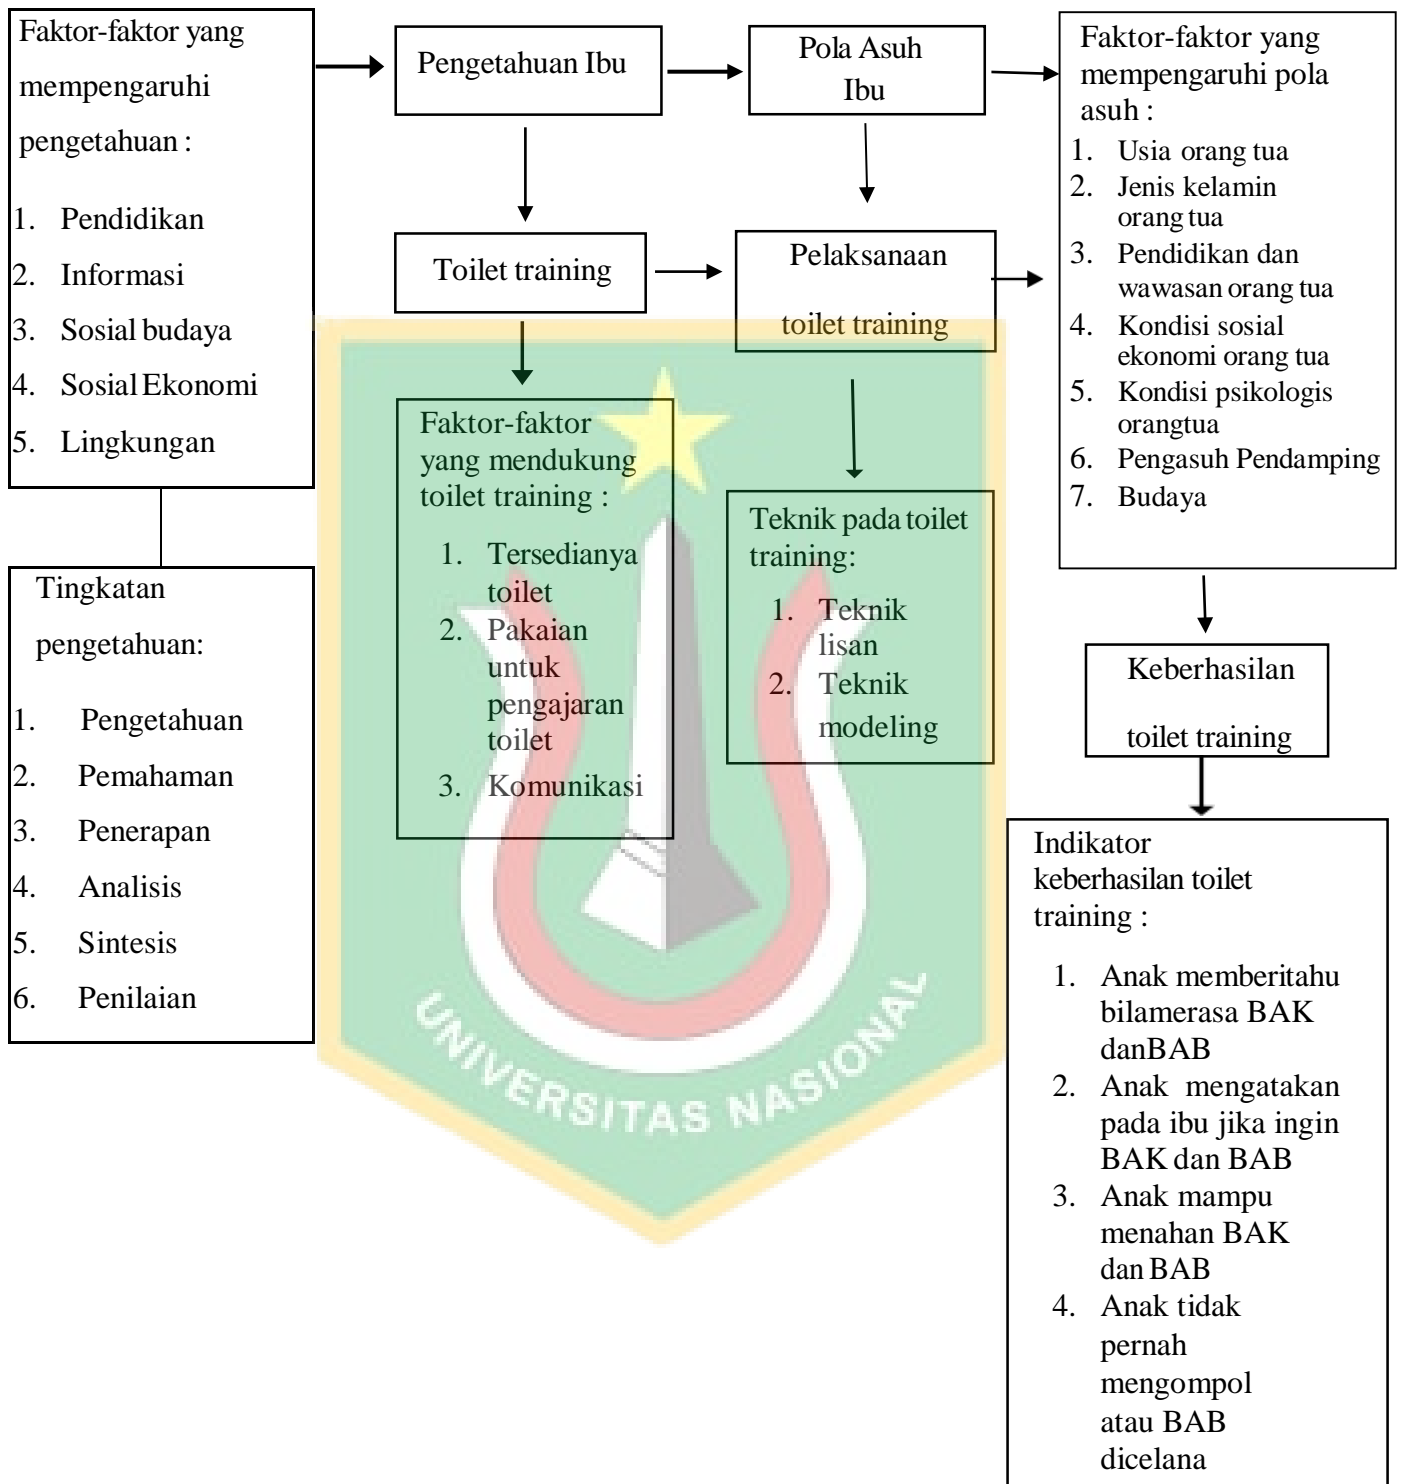 Faktor-faktor yang
mempengaruhi
pengetahuan :
1. Pendidikan
2. Informasi
3. Sosial budaya
4. Sosial Ekonomi
5. Lingkungan
Tingkatan
pengetahuan:
1. Pengetahuan
2. Pemahaman
3. Penerapan
4. Analisis
5. Sintesis
6. Penilaian
Pengetahuan Ibu
Toilet training
Faktor-faktor
yang mendukung
toilet training :
1. Tersedianya
toilet
2. Pakaian
untuk
pengajaran
toilet
3. Komunikasi
Pola Asuh
Ibu
Pelaksanaan
toilet training
Teknik pada toilet
training:
1. Teknik
lisan
2. Teknik
modeling
Faktor-faktor yang
mempengaruhi pola
asuh :
1. Usia orang tua
2. Jenis kelamin
orang tua
3. Pendidikan dan
wawasan orang tua
4. Kondisi sosial
ekonomi orang tua
5. Kondisi psikologis
orangtua
6. Pengasuh Pendamping
7. Budaya
Keberhasilan
toilet training
Indikator
keberhasilan toilet
training :
1. Anak memberitahu
bilamerasa BAK
danBAB
2. Anak mengatakan
pada ibu jika ingin
BAK dan BAB
3. Anak mampu
menahan BAK
dan BAB
4. Anak tidak
pernah
mengompol
atau BAB
dicelana
UNIVERSITAS NASIONAL